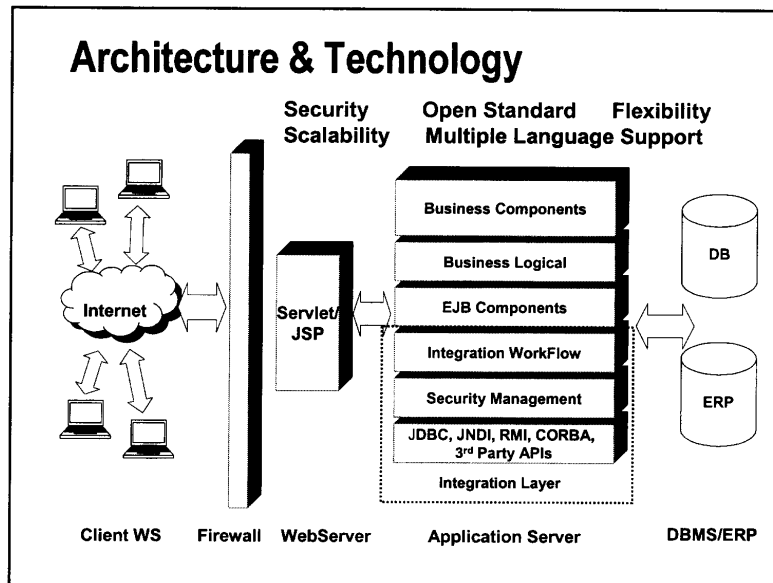 Architecture & Technology
Security Open Standard Flexibility
Scalability Multiple Language Support
Business Components
Business Logical
EJB Components
Integration WorkFlow
Security Management
JDBC, JNDI, RMI, CORBA,
3rd Party APIs
Integration Layer
Internet
Servlet/
JSP
DB
ERP
Client WS Firewall WebServer Application Server DBMS/ERP